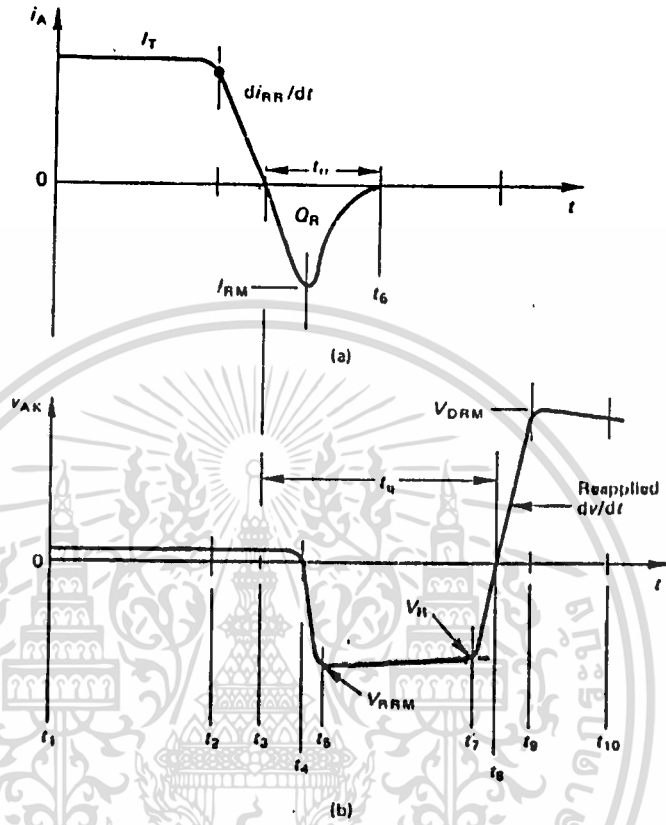 i_A
I_T
di_RR/dt
t_rr
0
t
Q_R
I_RM
t_6
(a)
v_AK
V_DRM
t_q
Reapplied
dv/dt
0
t
V_R
V_RRM
t_1
t_2
t_3
t_4
t_5
t_7
t_8
t_9
t_10
(b)